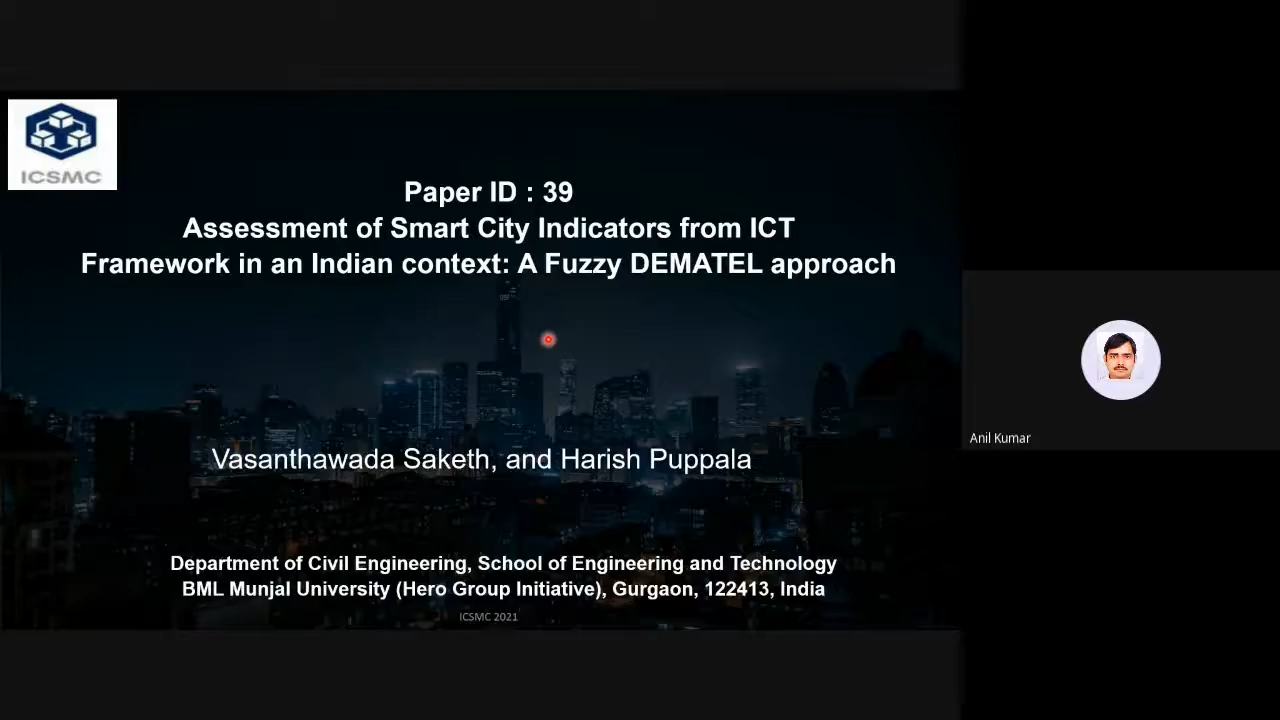 ICSMC
Paper ID : 39
Assessment of Smart City Indicators from ICT
Framework in an Indian context: A Fuzzy DEMATEL approach
Vasanthawada Saketh, and Harish Puppala
Department of Civil Engineering, School of Engineering and Technology
BML Munjal University (Hero Group Initiative), Gurgaon, 122413, India
ICSMC 2021
Anil Kumar